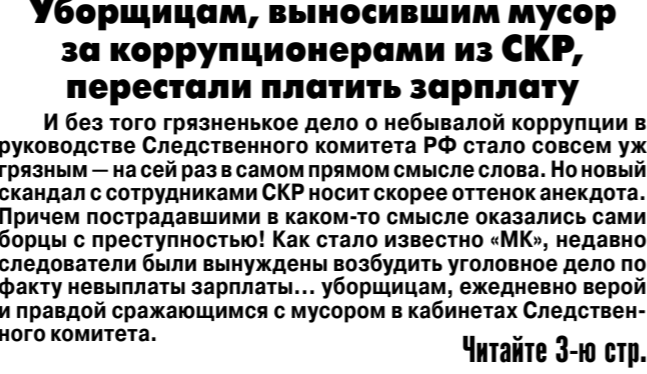 Уборщицам, выносившим мусор
за коррупционерами из СКР,
перестали платить зарплату
И без того грязненькое дело о небывалой коррупции в
руководстве Следственного комитета РФ стало совсем уж
грязным — на сей раз в самом прямом смысле слова. Но новый
скандал с сотрудниками СКР носит скорее оттенок анекдота.
Причем пострадавшими в каком-то смысле оказались сами
борцы с преступностью! Как стало известно «МК», недавно
следователи были вынуждены возбудить уголовное дело по
факту невыплаты зарплаты... уборщицам, ежедневно верой
и правдой сражающимся с мусором в кабинетах Следствен-
ного комитета.
Читайте 3-ю стр.